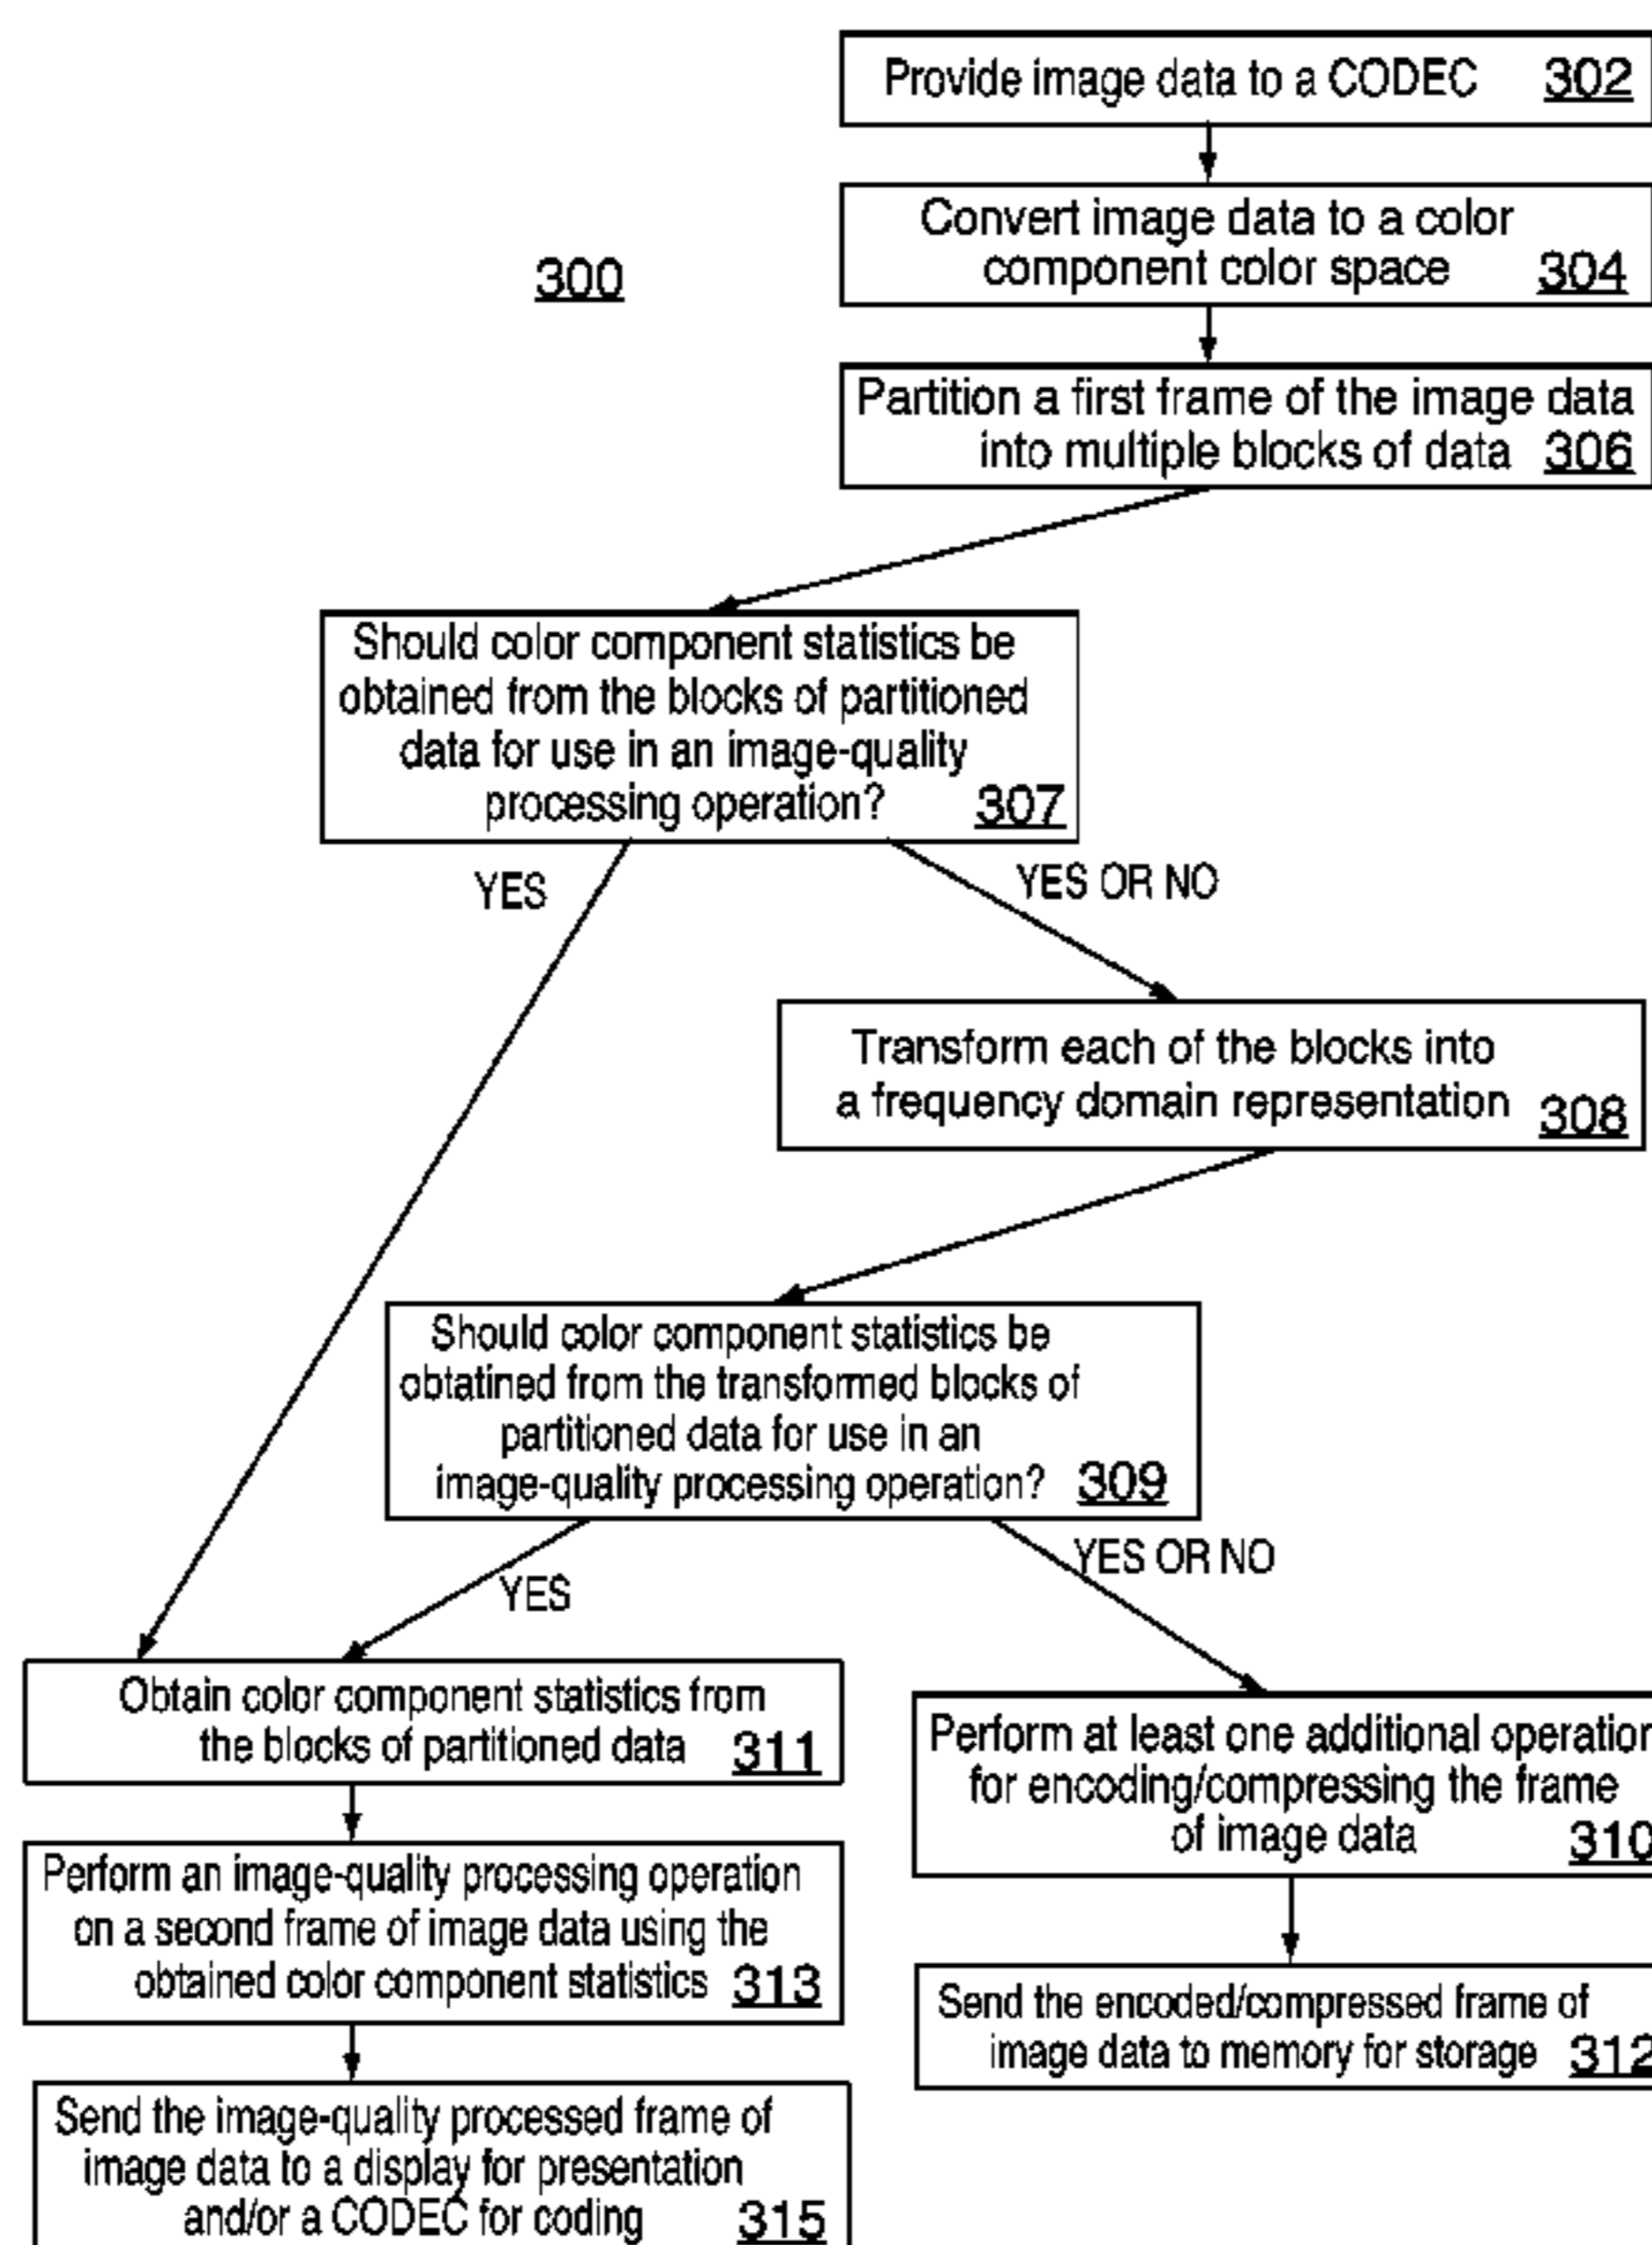 Provide image data to a CODEC 302
Convert image data to a color
component color space 304
300
Partition a first frame of the image data
into multiple blocks of data 306
Should color component statistics be
obtained from the blocks of partitioned
data for use in an image-quality
processing operation? 307
YES
YES OR NO
Transform each of the blocks into
a frequency domain representation 308
Should color component statistics be
obtatined from the transformed blocks of
partitioned data for use in an
image-quality processing operation? 309
YES
YES OR NO
Obtain color component statistics from
the blocks of partitioned data 311
Perform at least one additional operation
for encoding/compressing the frame
of image data 310
Perform an image-quality processing operation
on a second frame of image data using the
obtained color component statistics 313
Send the encoded/compressed frame of
image data to memory for storage 312
Send the image-quality processed frame of
image data to a display for presentation
and/or a CODEC for coding 315